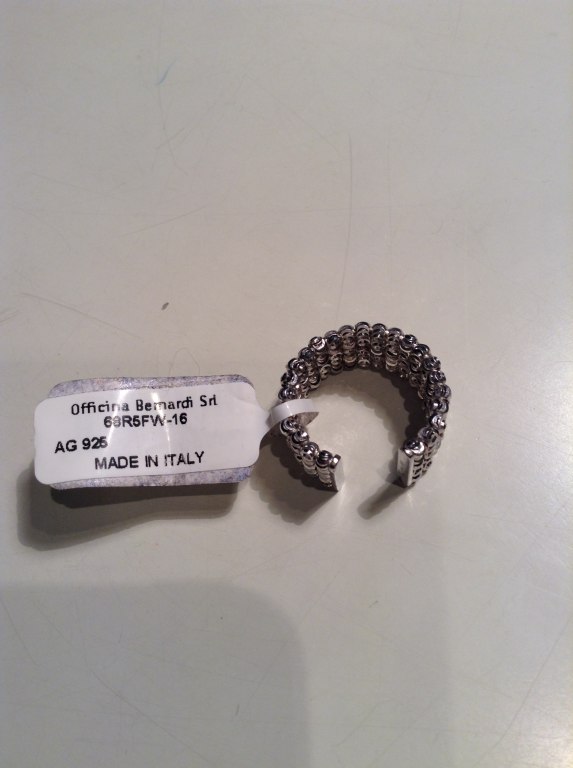 Officina Bernardi Srl
68R5FW-16
AG 925
MADE IN ITALY